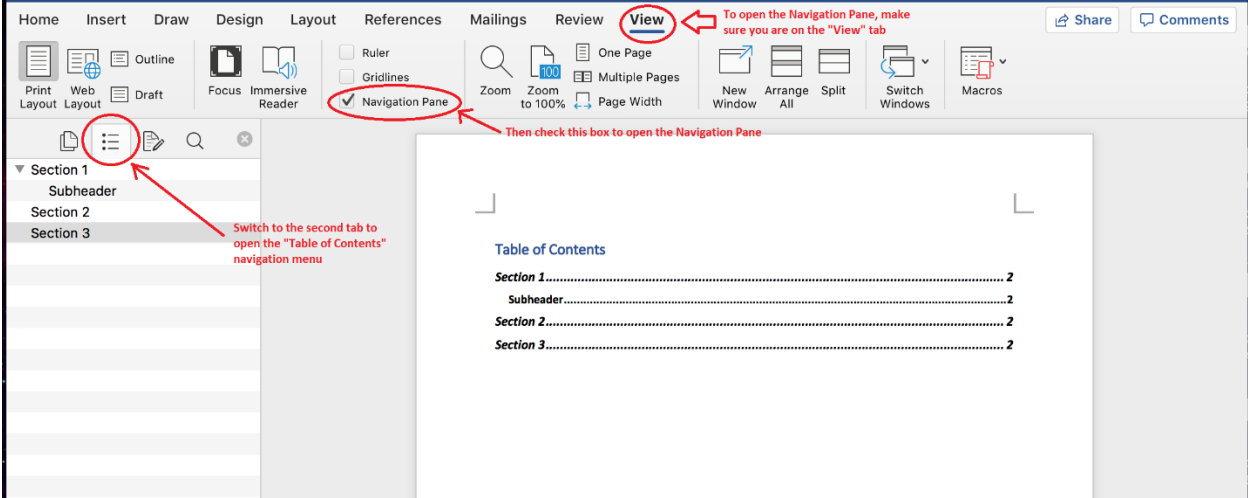 Home Insert Draw Design Layout References Mailings Review View
To open the Navigation Pane, make
sure you are on the "View" tab
Share Comments
Print
Layout
Web
Layout
Outline
Draft
Focus
Immersive
Reader
Ruler
Gridlines
Navigation Pane
Zoom
100
Zoom
to 100%
One Page
Multiple Pages
Page Width
New
Window
Arrange
All
Split
Switch
Windows
Macros
Then check this box to open the Navigation Pane
Section 1
Subheader
Section 2
Section 3
Switch to the second tab to
open the "Table of Contents"
navigation menu
Table of Contents
Section 1........................................................................................................ 2
Subheader........................................................................................................2
Section 2........................................................................................................ 2
Section 3........................................................................................................ 2